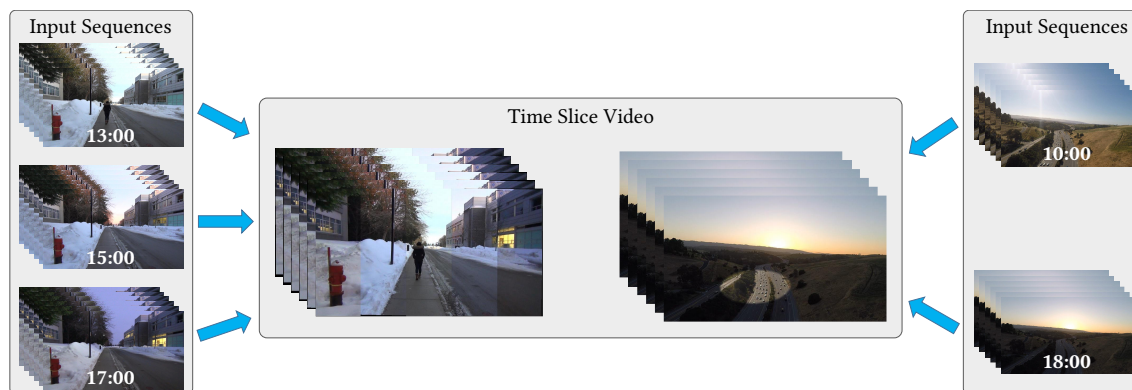 Input Sequences
13:00
15:00
17:00
Time Slice Video
Input Sequences
10:00
18:00